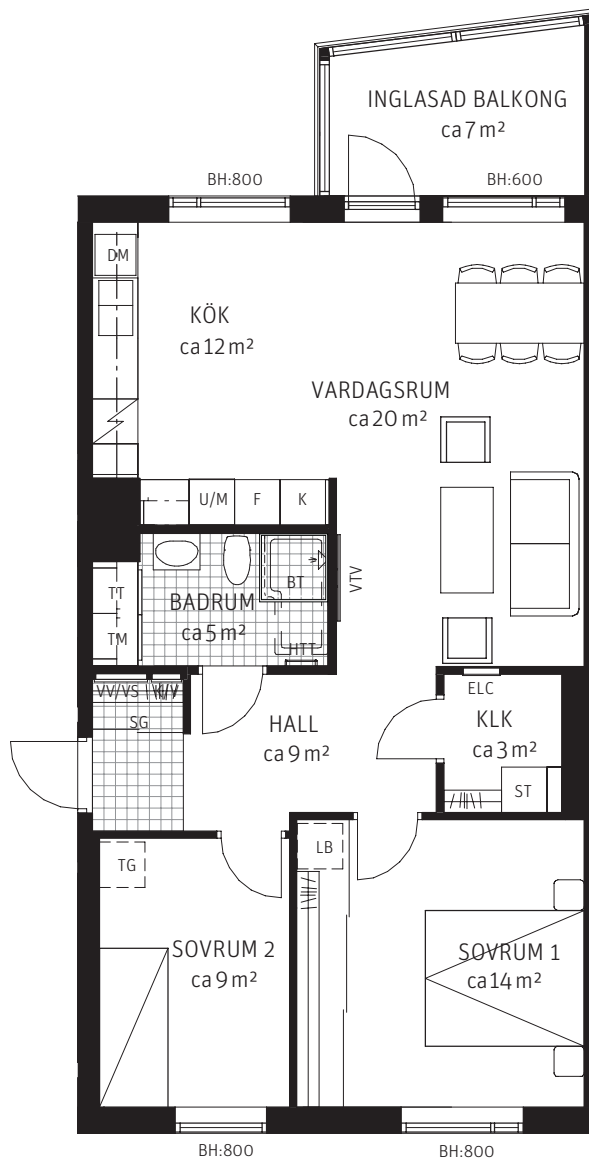 INGLASAD BALKONG
ca 7 m²
BH:800
BH:600
DM
KÖK
ca 12 m²
VARDAGSRUM
ca 20 m²
U/M
F
K
BT
VTV
TT
BADRUM
ca 5 m²
TM
HTT
VV/VS
KV
SG
ELC
HALL
ca 9 m²
KLK
ca 3 m²
ST
LB
TG
SOVRUM 2
ca 9 m²
SOVRUM 1
ca 14 m²
BH:800
BH:800